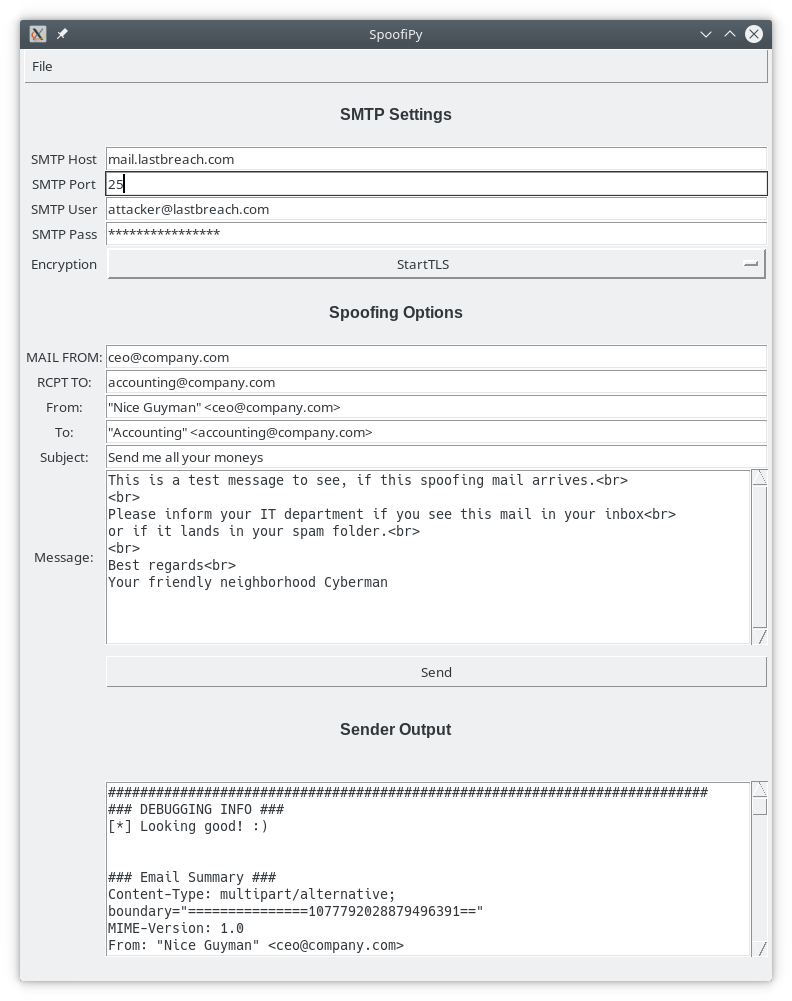 SpoofiPy
File
SMTP Settings
SMTP Host mail.lastbreach.com
SMTP Port 25
SMTP User attacker@lastbreach.com
SMTP Pass ****************
Encryption StartTLS
Spoofing Options
MAIL FROM: ceo@company.com
RCPT TO: accounting@company.com
From: "Nice Guyman" <ceo@company.com>
To: "Accounting" <accounting@company.com>
Subject: Send me all your moneys
Message:
This is a test message to see, if this spoofing mail arrives.<br>
<br>
Please inform your IT department if you see this mail in your inbox<br>
or if it lands in your spam folder.<br>
<br>
Best regards<br>
Your friendly neighborhood Cyberman
Send
Sender Output
###########################################################################
### DEBUGGING INFO ###
[*] Looking good! :)
### Email Summary ###
Content-Type: multipart/alternative;
boundary="===============1077792028879496391=="
MIME-Version: 1.0
From: "Nice Guyman" <ceo@company.com>